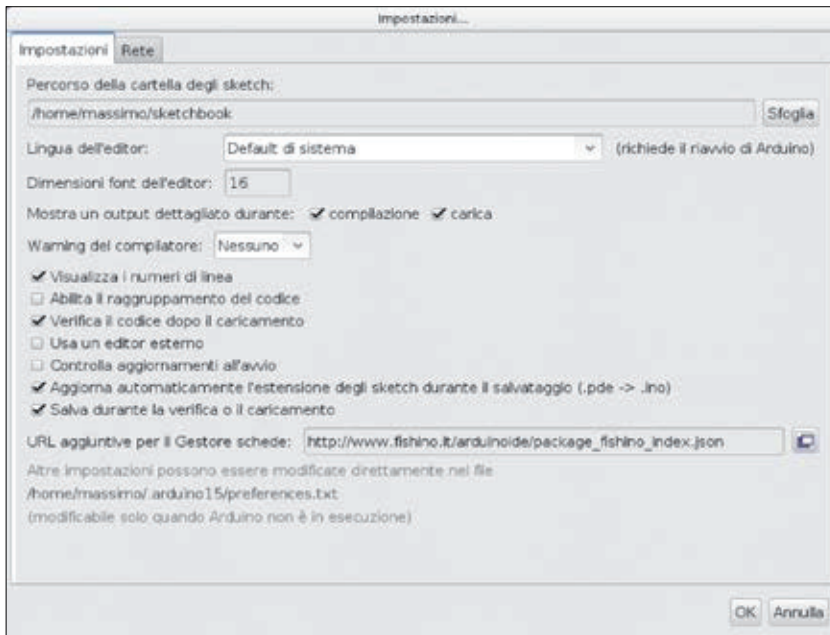 Impostazioni...
Impostazioni Rete
Percorso della cartella degli sketch:
/home/massimo/sketchbook Sfoglia
Lingua dell'editor: Default di sistema (richiede il riavvio di Arduino)
Dimensioni font dell'editor: 16
Mostra un output dettagliato durante: compilazione carica
Warning del compilatore: Nessuno
Visualizza i numeri di linea
Abilita il raggruppamento del codice
Verifica il codice dopo il caricamento
Usa un editor esterno
Controlla aggiornamenti all'avvio
Aggiorna automaticamente l'estensione degli sketch durante il salvataggio (.pde -> .ino)
Salva durante la verifica o il caricamento
URL aggiuntive per il Gestore schede: http://www.fishino.it/arduinoide/package_fishino_index.json
Altre impostazioni possono essere modificate direttamente nel file
/home/massimo/.arduino15/preferences.txt
(modificabile solo quando Arduino non è in esecuzione)
OK Annulla